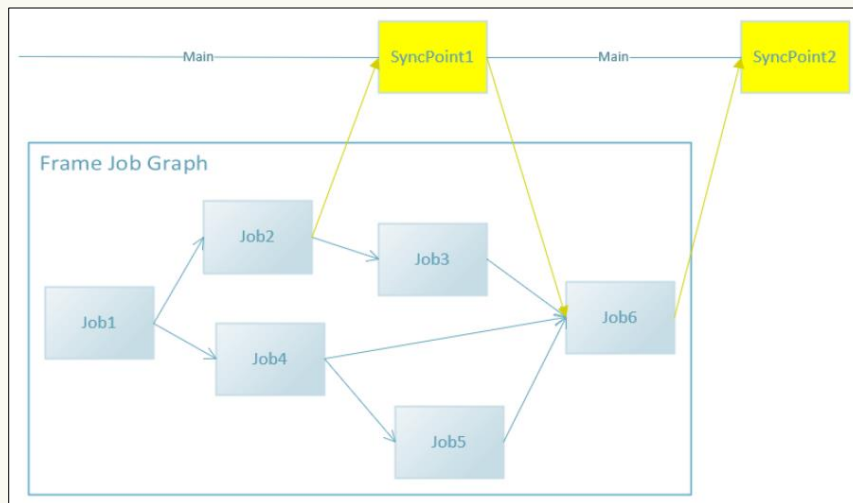 Main
SyncPoint1
Main
SyncPoint2
Frame Job Graph
Job2
Job3
Job1
Job6
Job4
Job5